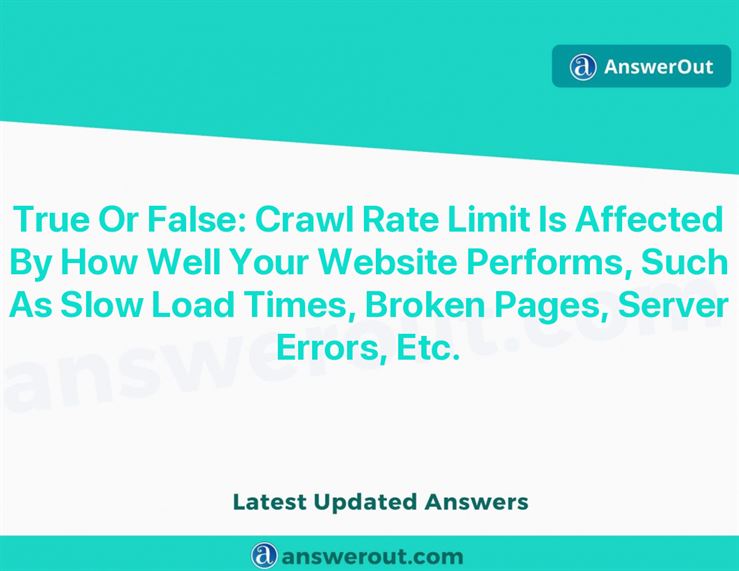 AnswerOut
True Or False: Crawl Rate Limit Is Affected
By How Well Your Website Performs, Such
As Slow Load Times, Broken Pages, Server
Errors, Etc.
answerout.com
Latest Updated Answers
answerout.com